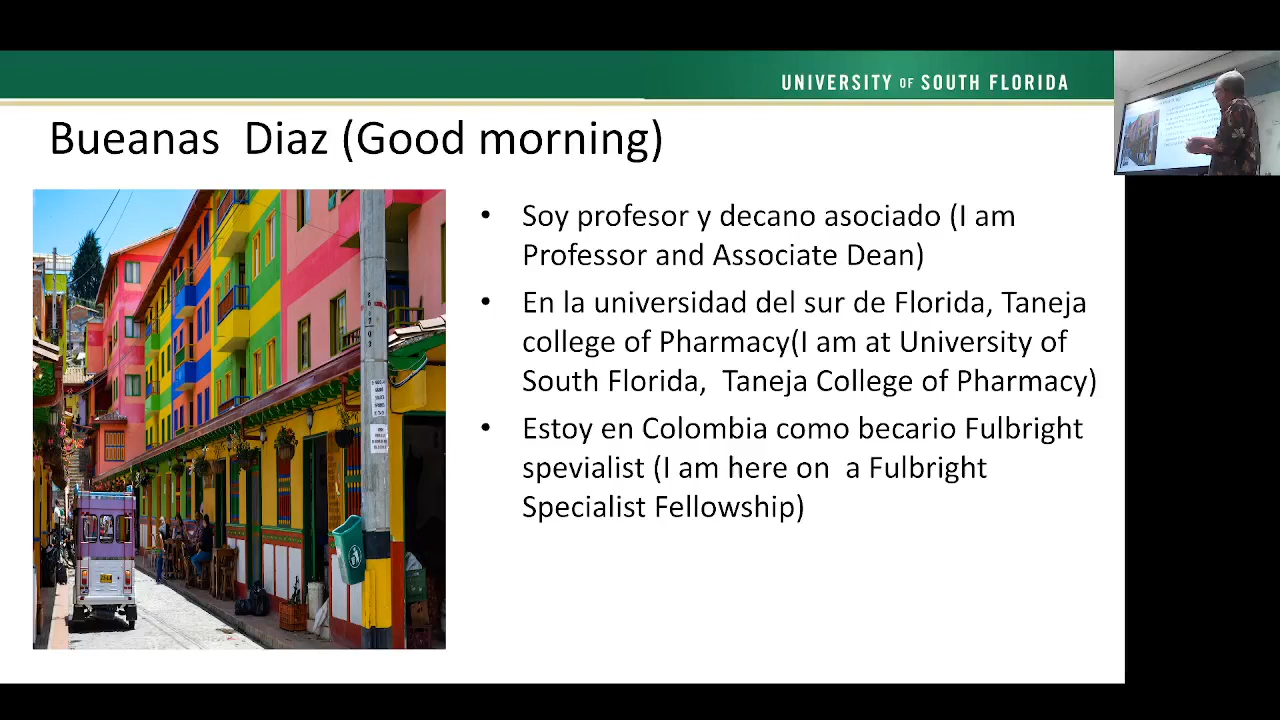 UNIVERSITY OF SOUTH FLORIDA
Bueanas Diaz (Good morning)
• Soy profesor y decano asociado (I am
Professor and Associate Dean)
• En la universidad del sur de Florida, Taneja
college of Pharmacy(I am at University of
South Florida, Taneja College of Pharmacy)
• Estoy en Colombia como becario Fulbright
spevialist (I am here on a Fulbright
Specialist Fellowship)